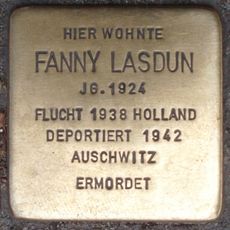 HIER WOHNTE
FANNY LASDUN
JG. 1924
FLUCHT 1938 HOLLAND
DEPORTIERT 1942
AUSCHWITZ
ERMORDET